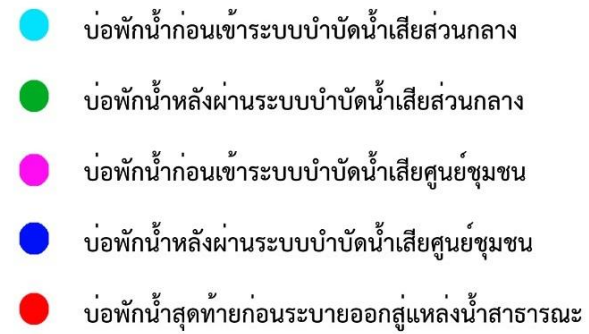 บ่อพักน้ำก่อนเข้าระบบบำบัดน้ำเสียส่วนกลาง
บ่อพักน้ำหลังผ่านระบบบำบัดน้ำเสียส่วนกลาง
บ่อพักน้ำก่อนเข้าระบบบำบัดน้ำเสียศูนย์ชุมชน
บ่อพักน้ำหลังผ่านระบบบำบัดน้ำเสียศูนย์ชุมชน
บ่อพักน้ำสุดท้ายก่อนระบายออกสู่แหล่งน้ำสาธารณะ